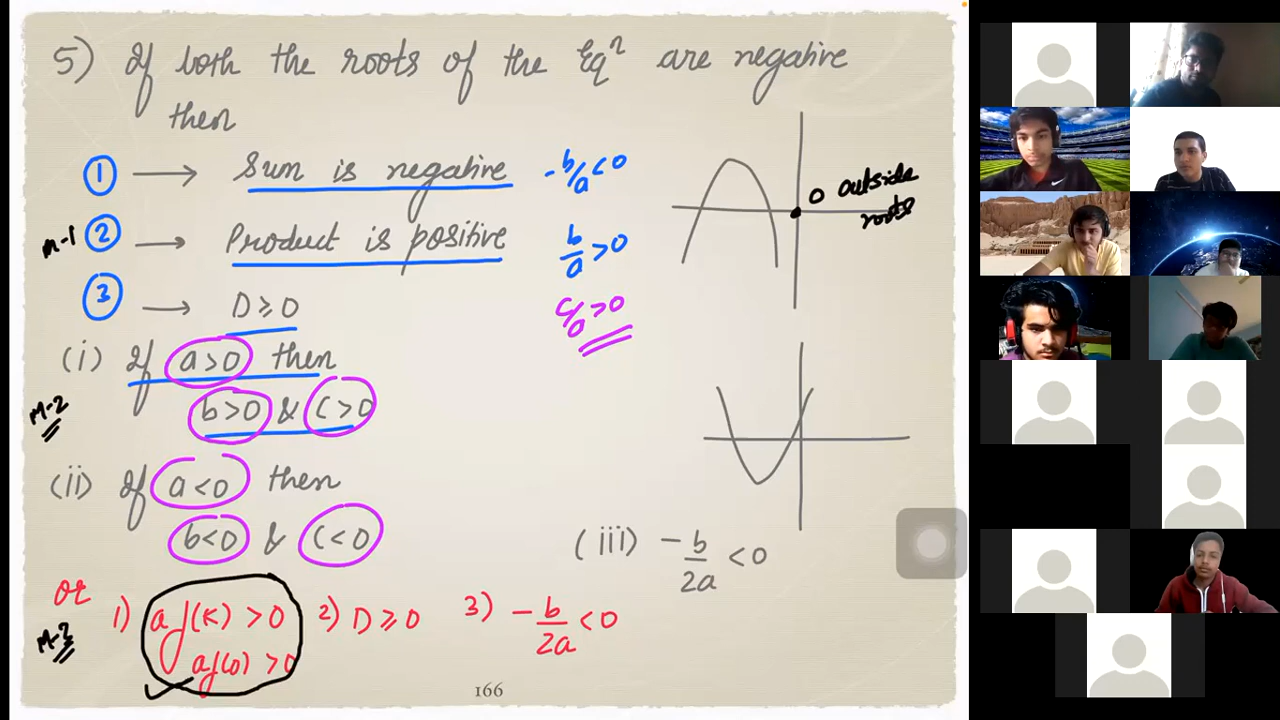 5) If both the roots of the Eqⁿ are negative
then
① → Sum is negative -b/a < 0
M-1 ② → Product is positive b/a > 0
③ → D ≥ 0 c/a > 0
(i) If a > 0 then
M-2 b > 0 & c > 0
(ii) If a < 0 then
b < 0 & c < 0
0 outside
roots
(iii) -b/2a < 0
or
M-3 1) a f(K) > 0 2) D ≥ 0 3) -b/2a < 0
af(0) > 0
166